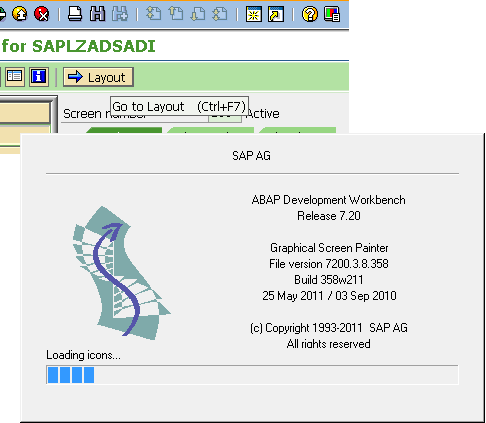 for SAPLZADSADI
Layout
Screen number
Active
Go to Layout (Ctrl+F7)
SAP AG
ABAP Development Workbench
Release 7.20
Graphical Screen Painter
File version 7200.3.8.358
Build 358w211
25 May 2011 / 03 Sep 2010
(c) Copyright 1993-2011 SAP AG
All rights reserved
Loading icons...